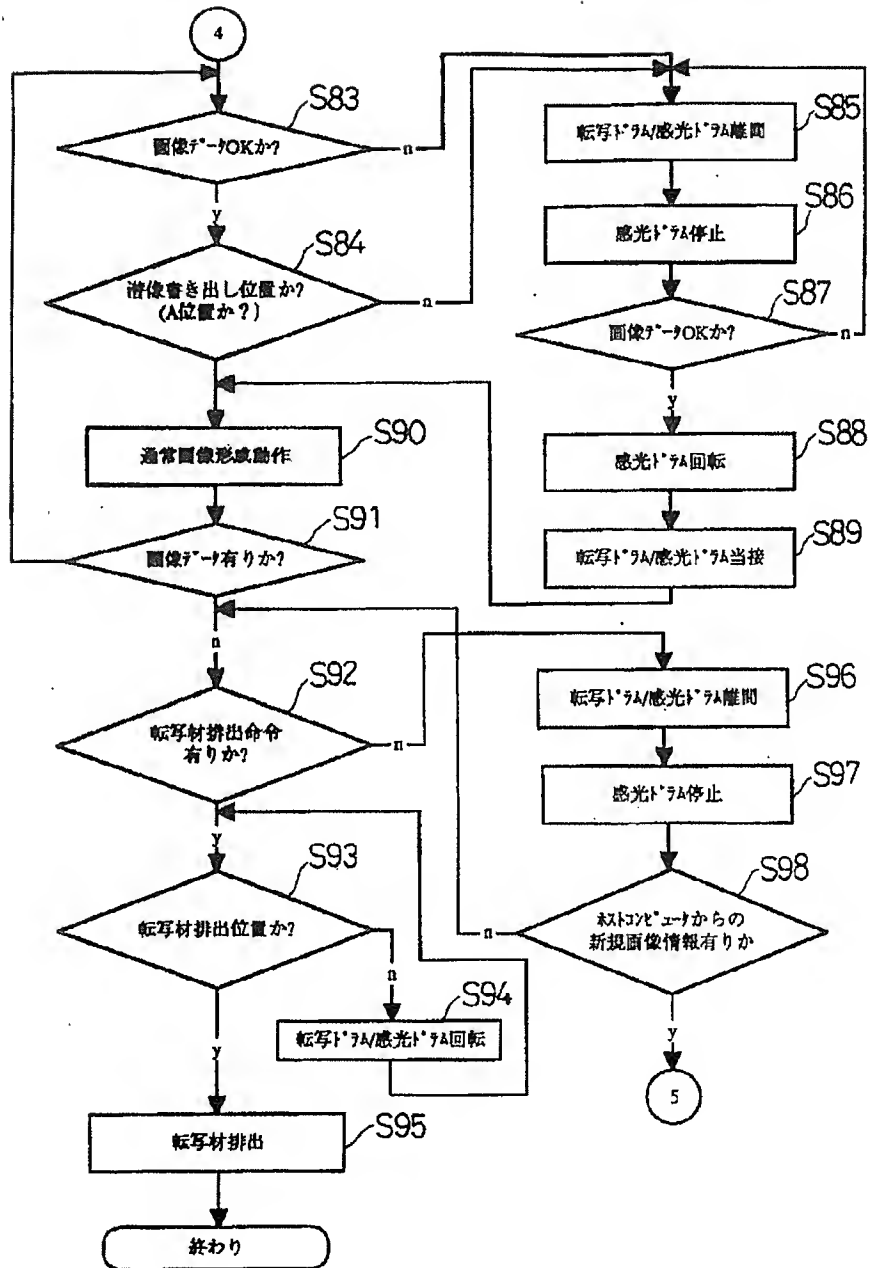 4
S83
画像データOKか?
n
y
S84
潜像書き出し位置か?
(A位置か?)
n
S90
通常画像形成動作
S91
画像データ有りか?
n
S92
転写材排出命令
有りか?
n
y
S93
転写材排出位置か?
n
S94
転写ドラム/感光ドラム回転
y
S95
転写材排出
終わり
S85
転写ドラム/感光ドラム離間
S86
感光ドラム停止
S87
画像データOKか?
n
y
S88
感光ドラム回転
S89
転写ドラム/感光ドラム当接
S96
転写ドラム/感光ドラム離間
S97
感光ドラム停止
S98
ホストコンピュータからの
新規画像情報有りか
n
y
5